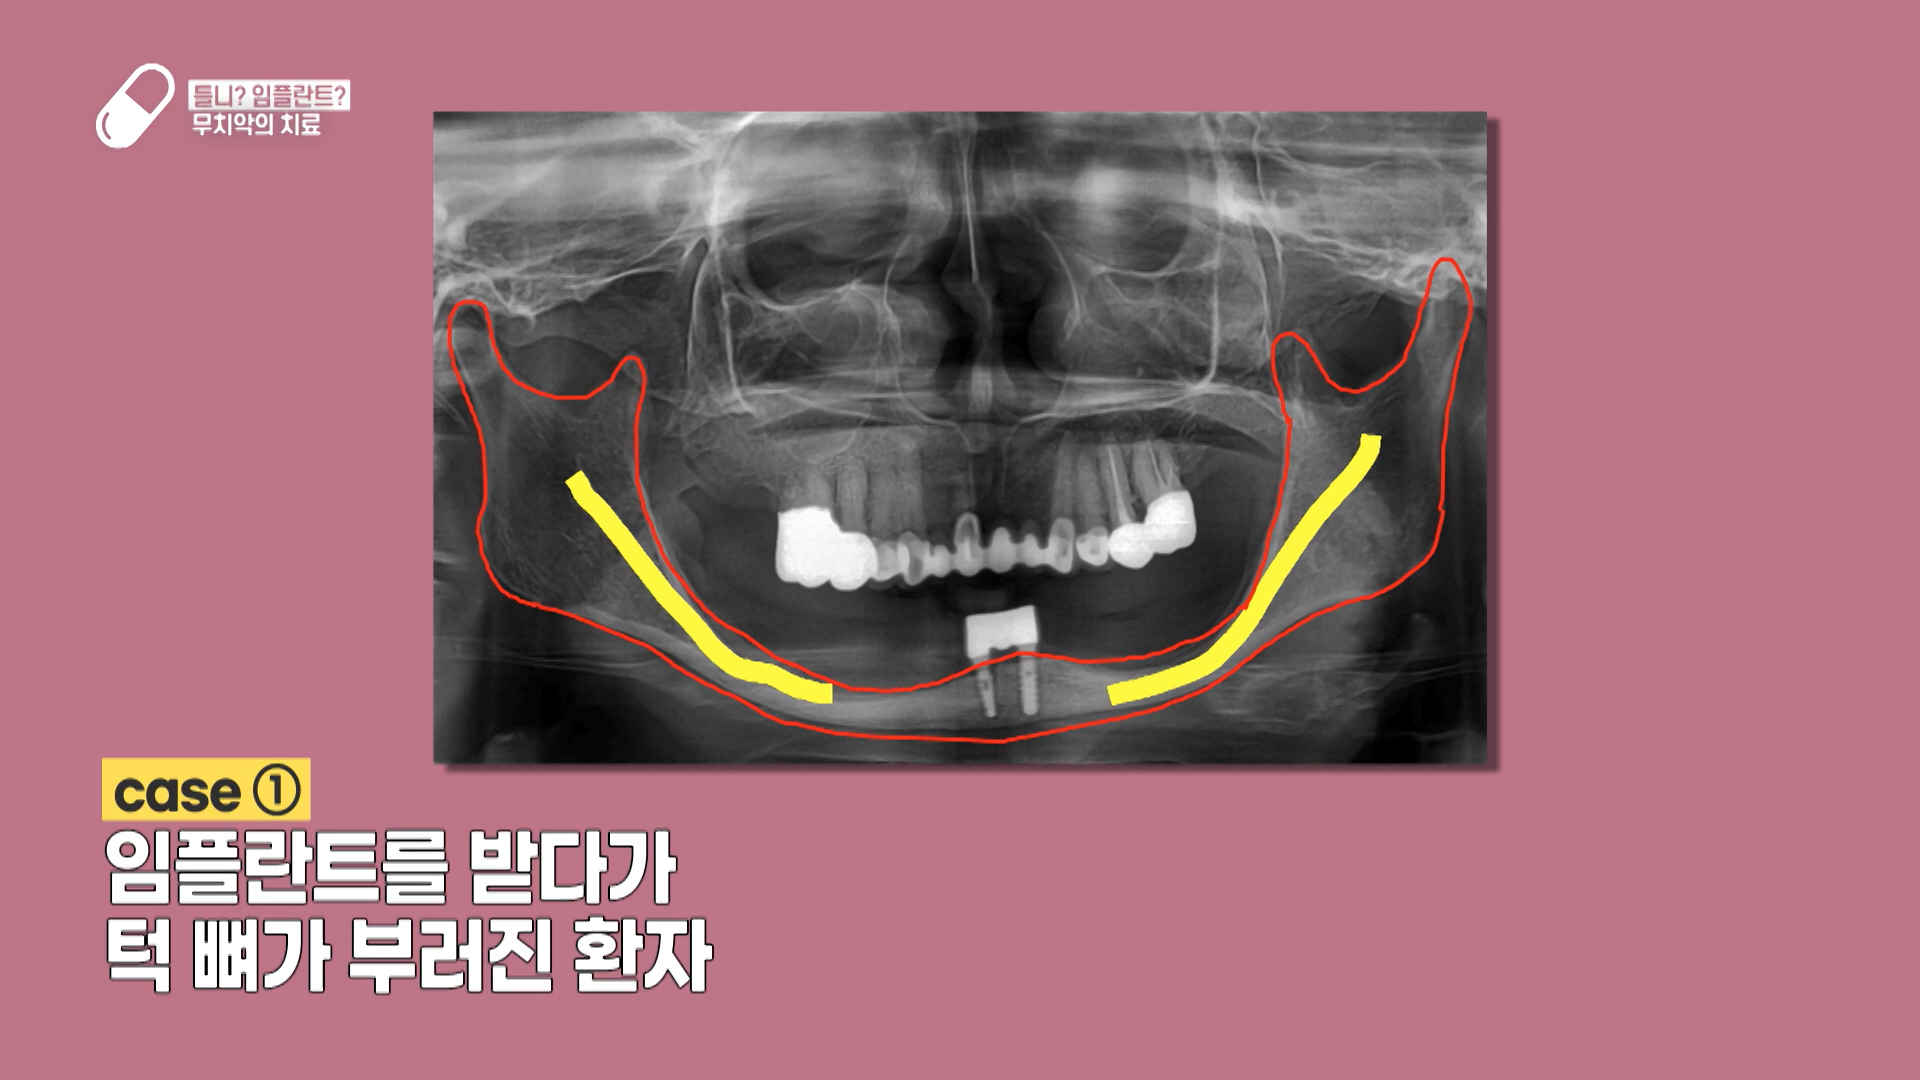 틀니? 임플란트?
무치악의 치료
case ①
임플란트를 받다가
턱 뼈가 부러진 환자